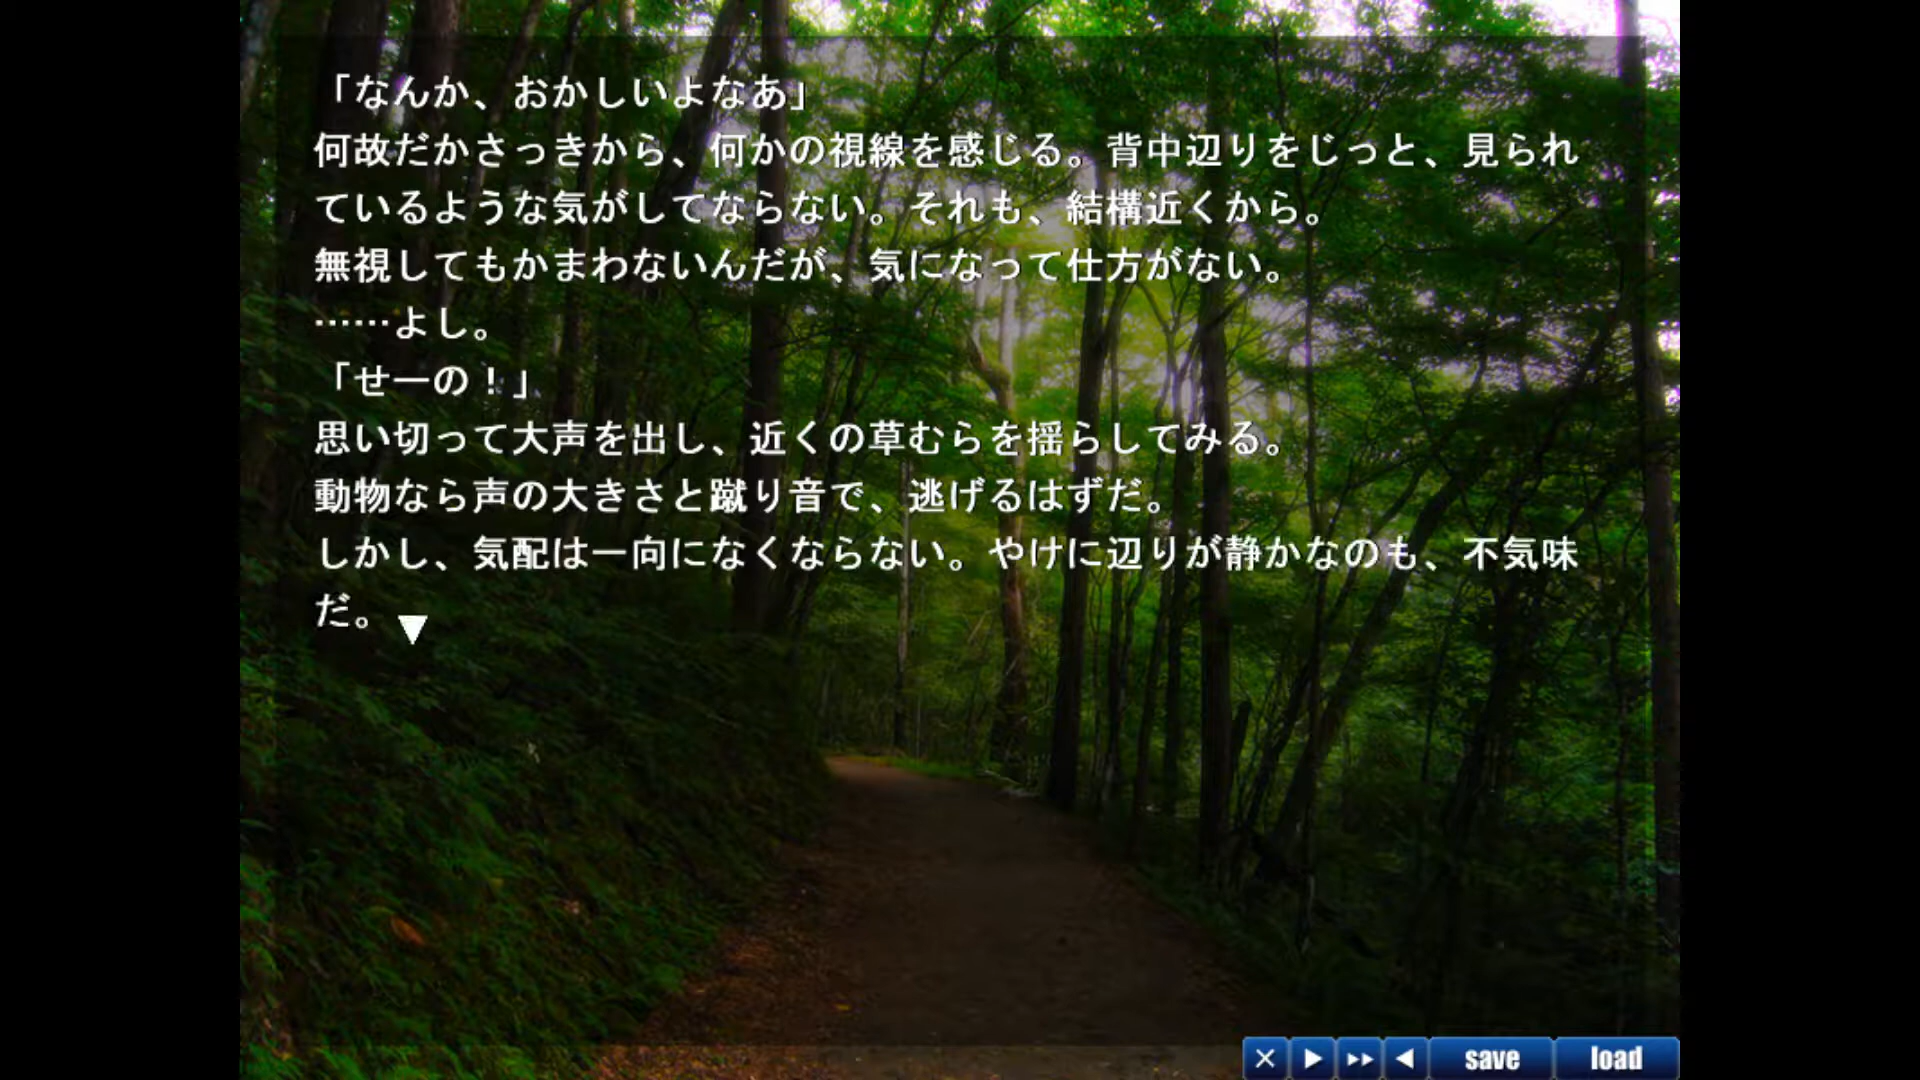 「なんか、おかしいよなあ」
何故だかさっきから、何かの視線を感じる。背中辺りをじっと、見られ
ているような気がしてならない。それも、結構近くから。
無視してもかまわないんだが、気になって仕方がない。
……よし。
「せーの！」
思い切って大声を出し、近くの草むらを揺らしてみる。
動物なら声の大きさと蹴り音で、逃げるはずだ。
しかし、気配は一向になくならない。やけに辺りが静かなのも、不気味
だ。
save load